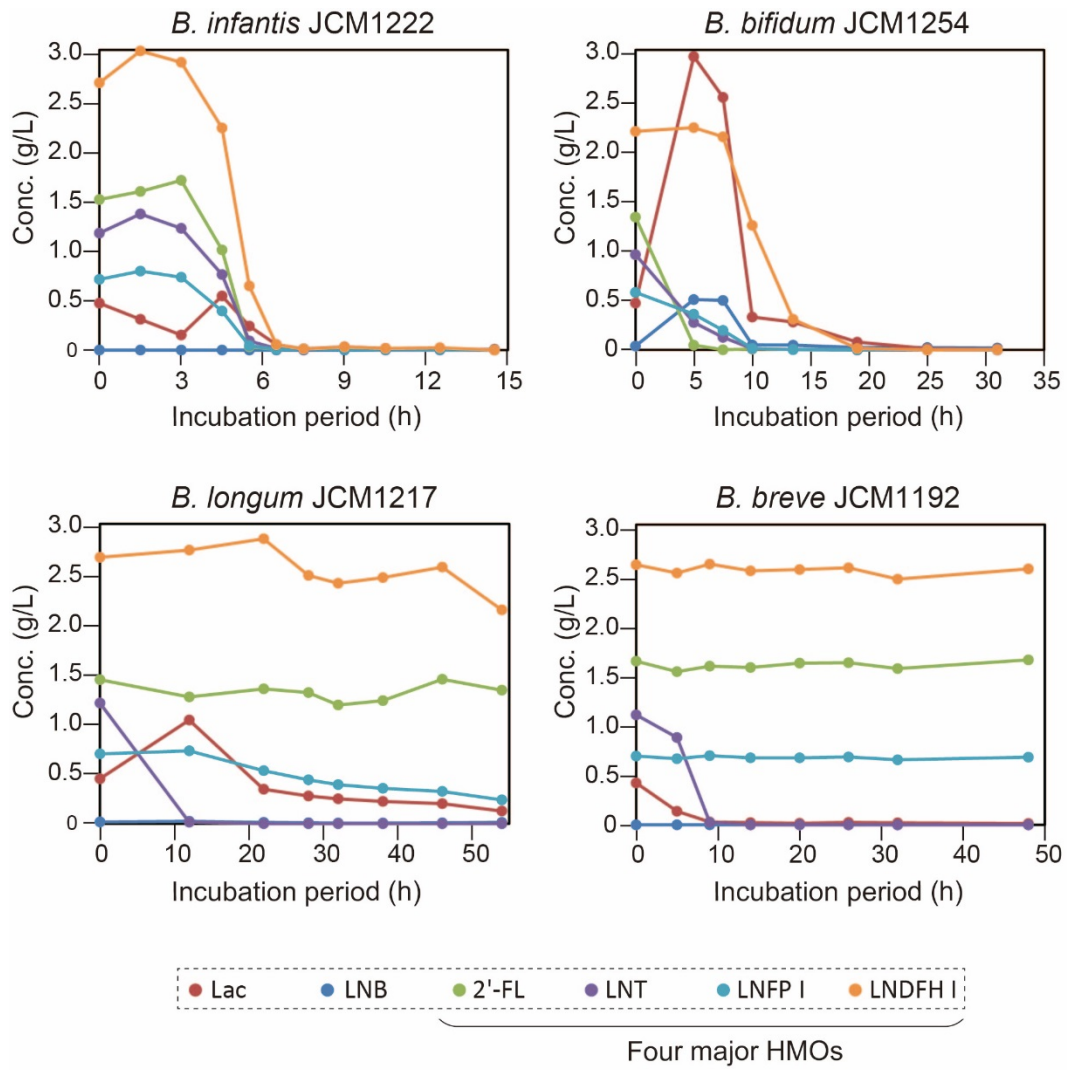 B. infantis JCM1222
3.0
2.5
2.0
1.5
1.0
0.5
0
Conc. (g/L)
0 3 6 9 12 15
Incubation period (h)
B. bifidum JCM1254
3.0
2.5
2.0
1.5
1.0
0.5
0
Conc. (g/L)
0 5 10 15 20 25 30 35
Incubation period (h)
B. longum JCM1217
3.0
2.5
2.0
1.5
1.0
0.5
0
Conc. (g/L)
0 10 20 30 40 50
Incubation period (h)
B. breve JCM1192
3.0
2.5
2.0
1.5
1.0
0.5
0
Conc. (g/L)
0 10 20 30 40 50
Incubation period (h)
Lac LNB 2'-FL LNT LNFP I LNDFH I
Four major HMOs